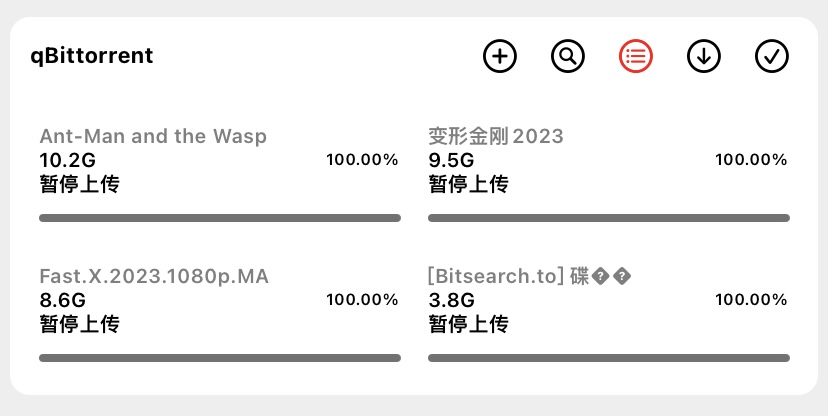 qBittorrent
Ant-Man and the Wasp
10.2G 100.00%
暂停上传
变形金刚2023
9.5G 100.00%
暂停上传
Fast.X.2023.1080p.MA
8.6G 100.00%
暂停上传
[Bitsearch.to] 碟��
3.8G 100.00%
暂停上传